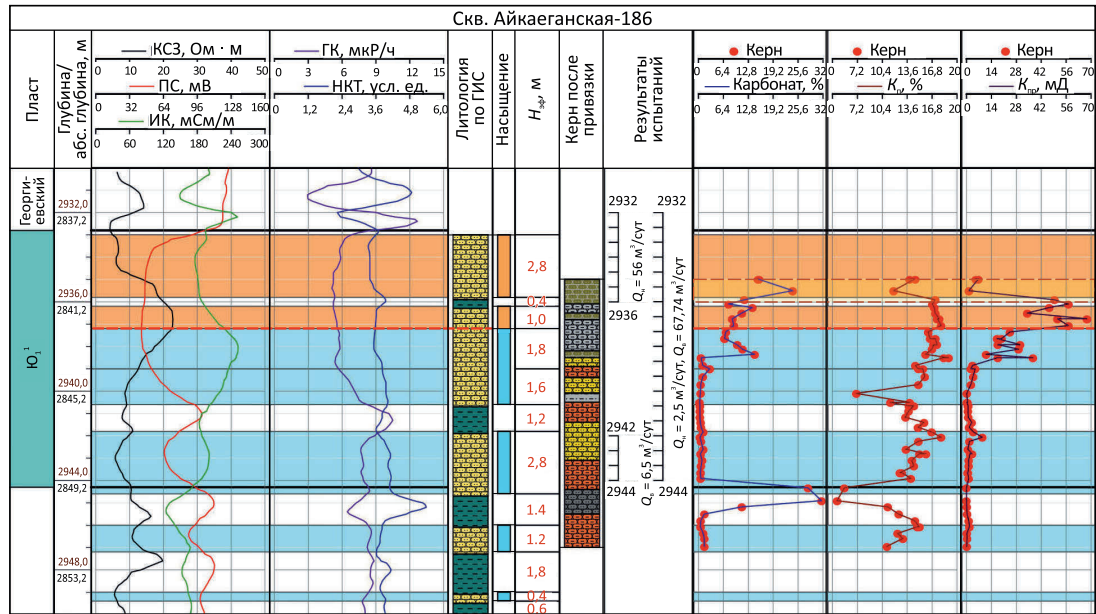 Скв. Айкаеганская-186
Пласт
Глубина/
абс. глубина, м
КСЗ, Ом · м
0 10 20 30 40 50
ПС, мВ
0 32 64 96 128 160
ИК, мСм/м
0 60 120 180 240 300
ГК, мкР/ч
0 3 6 9 12 15
НКТ, усл. ед.
0 1,2 2,4 3,6 4,8 6,0
Литология
по ГИС
Насыщение
Hэф, м
Керн после
привязки
Результаты
испытаний
Керн
0 6,4 12,8 19,2 25,6 32
Карбонат, %
0 6,4 12,8 19,2 25,6 32
Керн
0 7,2 10,4 13,6 16,8 20
Kп, %
0 7,2 10,4 13,6 16,8 20
Керн
0 14 28 42 56 70
Kпр, мД
0 14 28 42 56 70
Георги-
евский
Ю₁¹
2932,0
2837,2
2936,0
2841,2
2940,0
2845,2
2944,0
2849,2
2948,0
2853,2
2,8
0,4
1,0
1,8
1,6
1,2
2,8
1.4
1.2
1,8
0.4
0.6
2932
2936
2942
2944
Qн = 56 м³/сут
Qв = 6,5 м³/сут
2932
2944
Qн = 2,5 м³/сут, Qв = 67,74 м³/сут